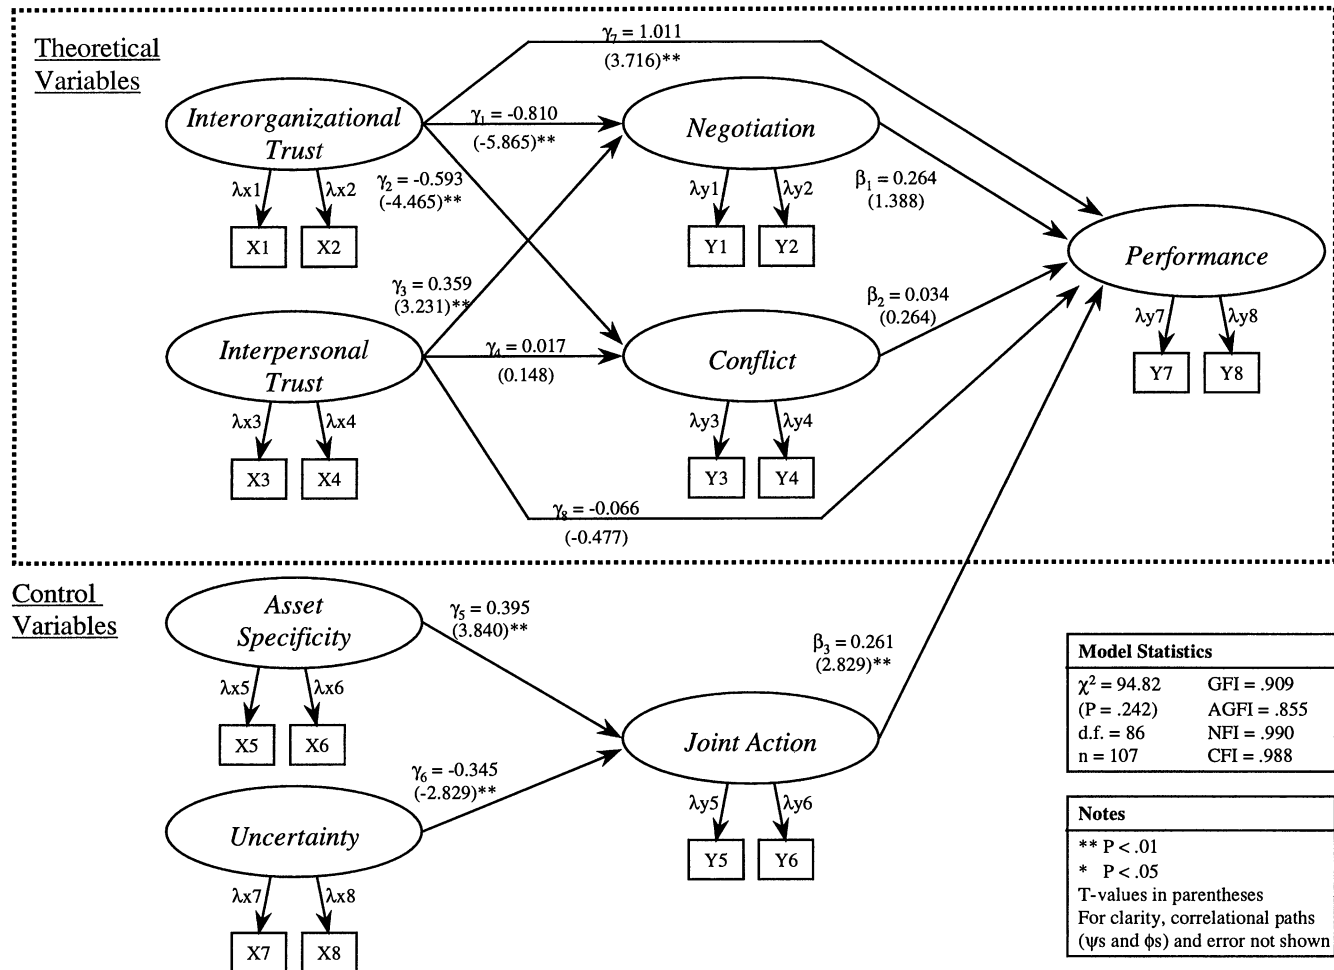 Theoretical
Variables
γ7 = 1.011
(3.716)**
Interorganizational
Trust
γ1 = -0.810
(-5.865)**
Negotiation
γ2 = -0.593
(-4.465)**
λx1
λx2
X1
X2
λy1
λy2
Y1
Y2
β1 = 0.264
(1.388)
Performance
λy7
λy8
Y7
Y8
γ3 = 0.359
(3.231)**
β2 = 0.034
(0.264)
Interpersonal
Trust
γ4 = 0.017
(0.148)
Conflict
λx3
λx4
X3
X4
λy3
λy4
Y3
Y4
γ8 = -0.066
(-0.477)
Control
Variables
Asset
Specificity
γ5 = 0.395
(3.840)**
λx5
λx6
X5
X6
β3 = 0.261
(2.829)**
Joint Action
γ6 = -0.345
(-2.829)**
Uncertainty
λx7
λx8
X7
X8
λy5
λy6
Y5
Y6
Model Statistics
χ² = 94.82 GFI = .909
(P = .242) AGFI = .855
d.f. = 86 NFI = .990
n = 107 CFI = .988
Notes
** P < .01
* P < .05
T-values in parentheses
For clarity, correlational paths
(ψs and ϕs) and error not shown